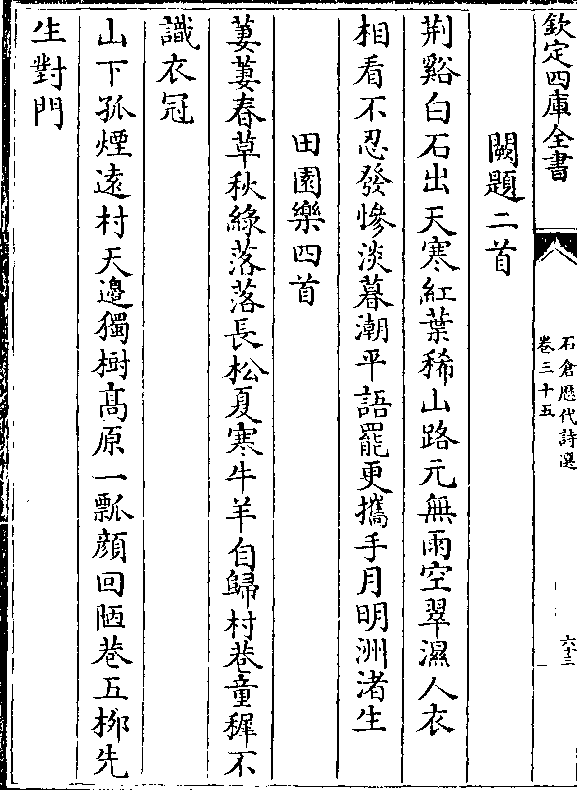 欽定四庫全書
石倉歷代詩選
卷三十五
六十三
闕題二首
荆谿白石出天寒紅葉稀山路元無雨空翠濕人衣
相看不忍發慘淡暮潮平語罷更攜手月明洲渚生
田園樂四首
萋萋春草秋綠落落長松夏寒牛羊自歸村巷童穉不
識衣冠
山下孤煙遠村天邉獨樹髙原一瓢顔回陋巷五柳先
生對門